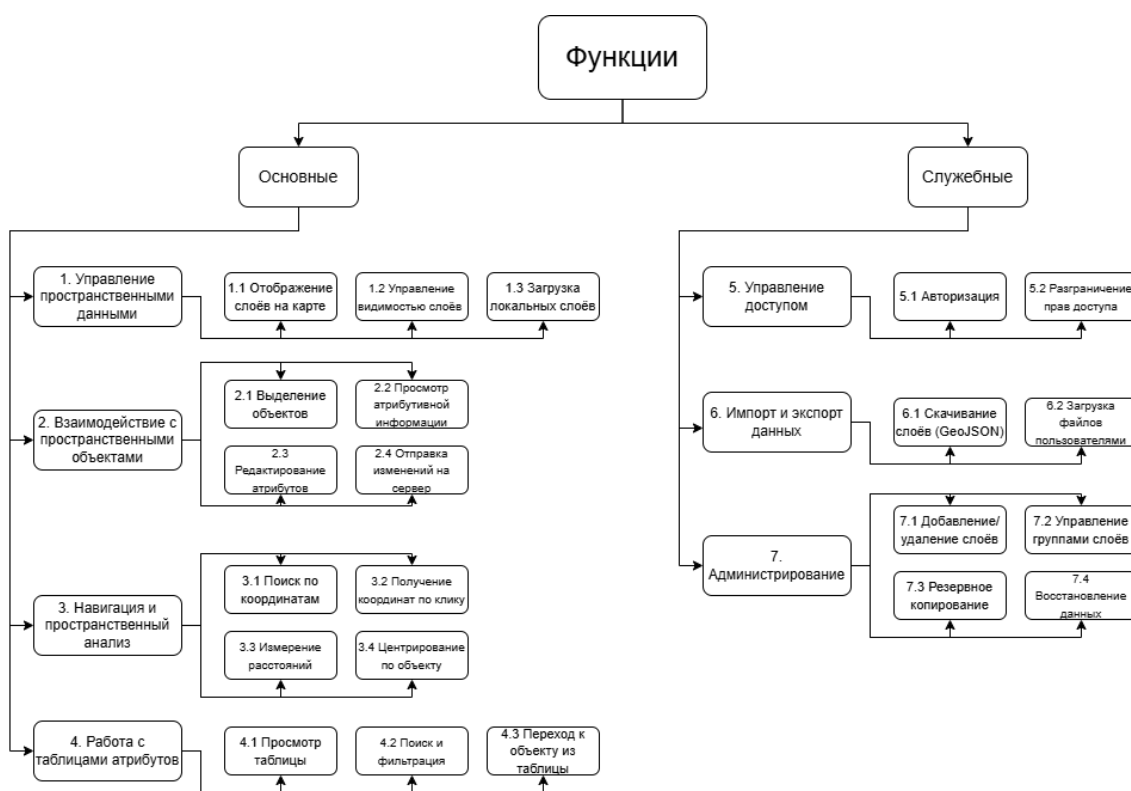 Функции
Основные
Служебные
1. Управление
пространственными
данными
1.1 Отображение
слоёв на карте
1.2 Управление
видимостью слоёв
1.3 Загрузка
локальных слоёв
2. Взаимодействие с
пространственными
объектами
2.1 Выделение
объектов
2.2 Просмотр
атрибутивной
информации
2.3
Редактирование
атрибутов
2.4 Отправка
изменений на
сервер
3. Навигация и
пространственный
анализ
3.1 Поиск по
координатам
3.2 Получение
координат по клику
3.3 Измерение
расстояний
3.4 Центрирование
по объекту
4. Работа с
таблицами атрибутов
4.1 Просмотр
таблицы
4.2 Поиск и
фильтрация
4.3 Переход к
объекту из
таблицы
5. Управление
доступом
5.1 Авторизация
5.2 Разграничение
прав доступа
6. Импорт и экспорт
данных
6.1 Скачивание
слоёв (GeoJSON)
6.2 Загрузка
файлов
пользователями
7.
Администрирование
7.1 Добавление/
удаление слоёв
7.2 Управление
группами слоёв
7.3 Резервное
копирование
7.4
Восстановление
данных